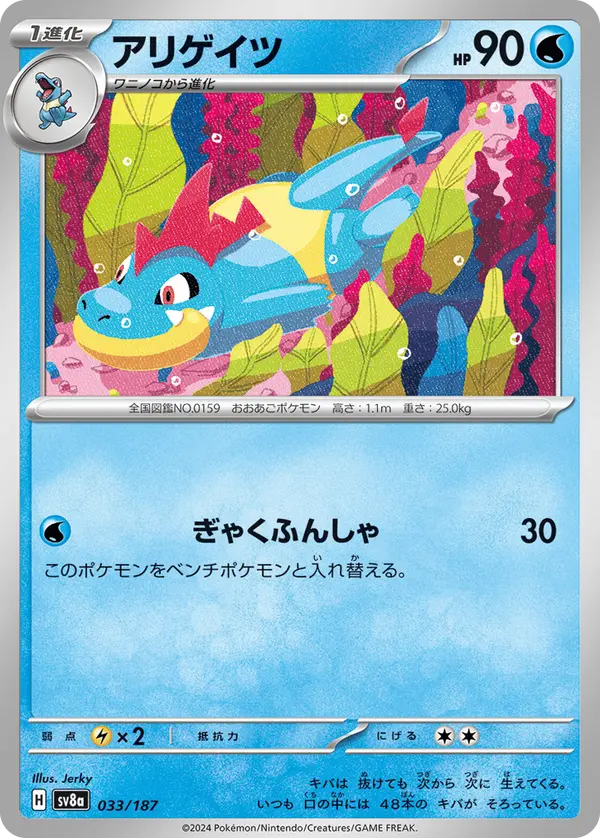 1進化
アリゲイツ
HP 90
ワニノコから進化
全国図鑑NO.0159 おおあごポケモン 高さ：1.1m 重さ：25.0kg
ぎゃくふんしゃ 30
このポケモンをベンチポケモンと入れ替える。
弱点 ×2 抵抗力 にげる
Illus. Jerky
キバは 抜けても 次から 次に 生えてくる。
いつも 口の中には 48本の キバが そろっている。
H sv8a 033/187
©2024 Pokémon/Nintendo/Creatures/GAME FREAK.